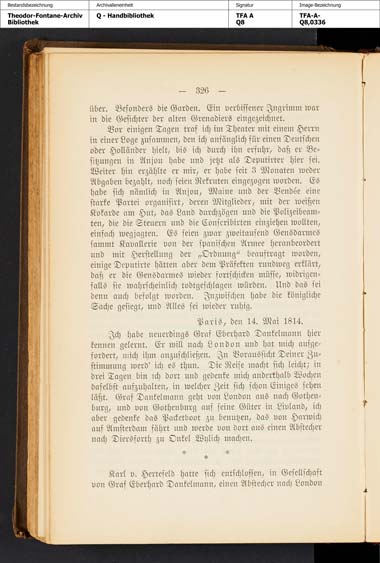 Bestandsbezeichnung Archivalieneinheit Signatur Image-Bezeichnung
Theodor-Fontane-Archiv Q - Handbibliothek TFA A TFA-A-
Bibliothek Q8 Q8,0336
— 326 —
über. Besonders die Garden. Ein verbissener Ingrimm war
in die Gesichter der alten Grenadiers eingezeichnet.
Vor einigen Tagen traf ich im Theater mit einem Herrn
in einer Loge zusammen, den ich anfänglich für einen Deutschen
oder Holländer hielt, bis ich durch ihn erfuhr, daß er Be-
sitzungen in Anjou habe und jetzt als Deputirter hier sei.
Weiter hin erzählte er mir, er habe seit 3 Monaten weder
Abgaben bezahlt, noch seien Rekruten eingezogen worden. Es
habe sich nämlich in Anjou, Maine und der Vendée eine
starke Partei organisirt, deren Mitglieder, mit der weißen
Kokarde am Hut, das Land durchzögen und die Polizeibeam-
ten, die die Steuern und die Conscribirten einziehen wollten,
einfach wegjagten. Es seien zwar zweitausend Gensdarmes
sammt Kavallerie von der spanischen Armee heranbeordert
und mit Herstellung der „Ordnung“ beauftragt worden,
einige Deputirte hätten aber dem Präfekten rundweg erklärt,
daß er die Gensdarmes wieder fortschicken müsse, widrigen-
falls sie wahrscheinlich todtgeschlagen würden. Und das sei
denn auch befolgt worden. Inzwischen habe die königliche
Sache gesiegt, und Alles sei wieder ruhig.
Paris, den 14. Mai 1814.
Ich habe neuerdings Graf Eberhard Dankelmann hier
kennen gelernt. Er will nach London und hat mich aufge-
fordert, mich ihm anzuschließen. In Voraussicht Deiner Zu-
stimmung werd' ich es thun. Die Reise macht sich leicht; in
drei Tagen bin ich dort und gedenke mich anderthalb Wochen
daselbst aufzuhalten, in welcher Zeit sich schon Einiges sehen
läßt. Graf Dankelmann geht von London aus nach Gothen-
burg, und von Gothenburg auf seine Güter in Livland, ich
aber gedenke das Packetboot zu benutzen, das von Harwich
auf Amsterdam fährt und werde von dort aus einen Abstecher
nach Diersforth zu Onkel Wylich machen.
* * *
Karl v. Hertefeld hatte sich entschlossen, in Gesellschaft
von Graf Eberhard Dankelmann, einen Abstecher nach London